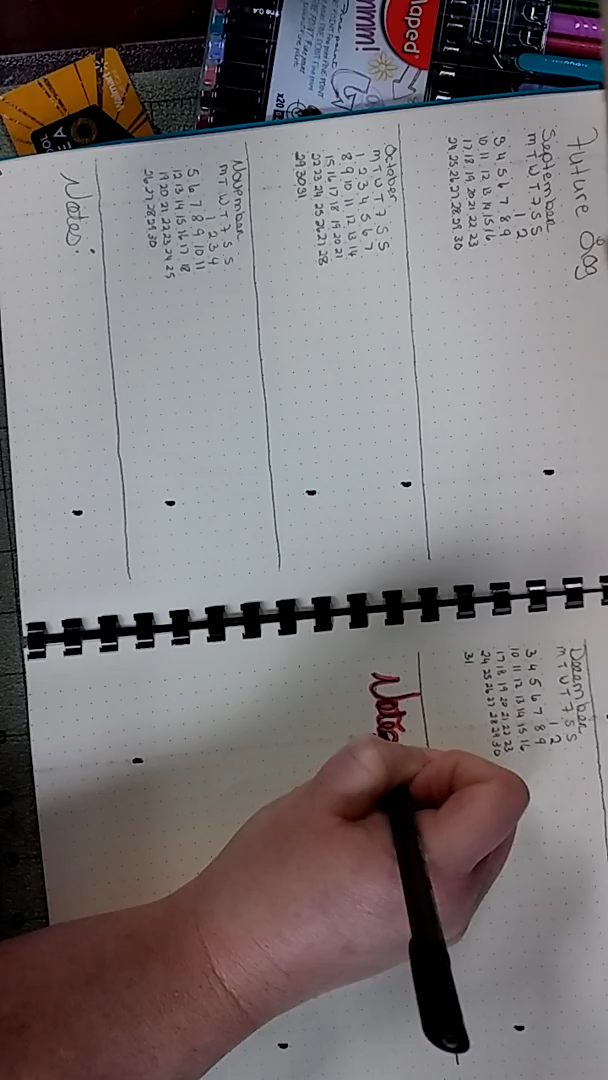 Future Log
September
M T W T F S S
1 2
3 4 5 6 7 8 9
10 11 12 13 14 15 16
17 18 19 20 21 22 23
24 25 26 27 28 29 30
October
M T W T F S S
1 2 3 4 5 6 7
8 9 10 11 12 13 14
15 16 17 18 19 20 21
22 23 24 25 26 27 28
29 30 31
November
M T W T F S S
1 2 3 4
5 6 7 8 9 10 11
12 13 14 15 16 17 18
19 20 21 22 23 24 25
26 27 28 29 30
Notes:
December
M T W T F S S
1 2
3 4 5 6 7 8 9
10 11 12 13 14 15 16
17 18 19 20 21 22 23
24 25 26 27 28 29 30
31
Notes
Maped
x20
Walmart